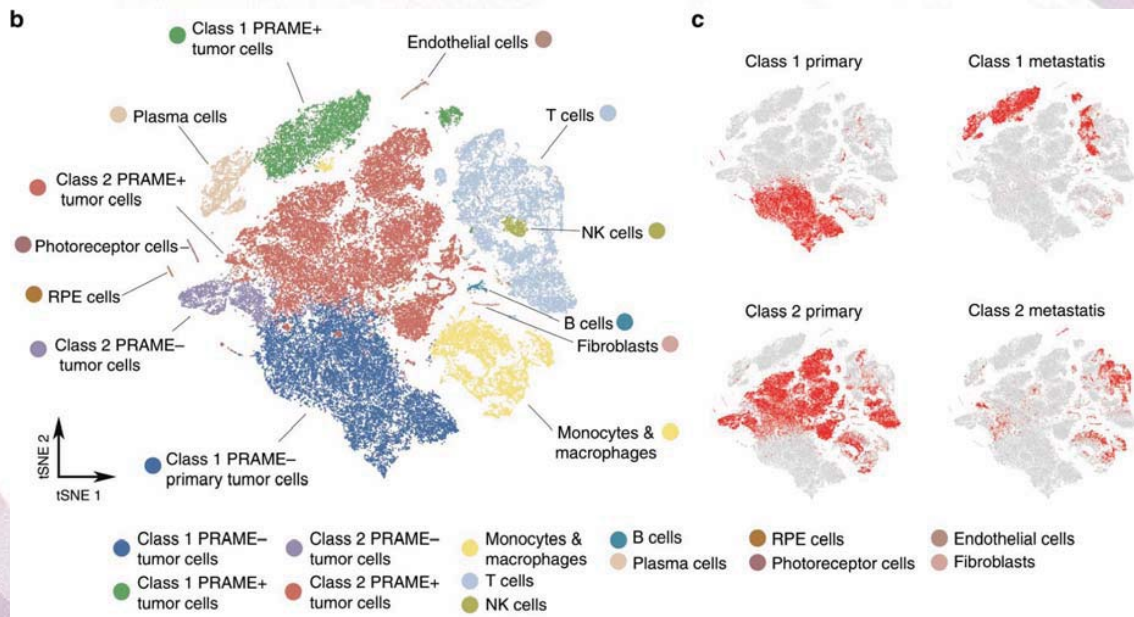 b
Class 1 PRAME+
tumor cells
Endothelial cells
Plasma cells
T cells
Class 2 PRAME+
tumor cells
Photoreceptor cells
NK cells
RPE cells
B cells
Fibroblasts
Class 2 PRAME–
tumor cells
Monocytes &
macrophages
Class 1 PRAME–
primary tumor cells
tSNE 2
tSNE 1
c
Class 1 primary
Class 1 metastatis
Class 2 primary
Class 2 metastatis
Class 1 PRAME–
tumor cells
Class 1 PRAME+
tumor cells
Class 2 PRAME–
tumor cells
Class 2 PRAME+
tumor cells
Monocytes &
macrophages
T cells
NK cells
B cells
Plasma cells
RPE cells
Photoreceptor cells
Endothelial cells
Fibroblasts